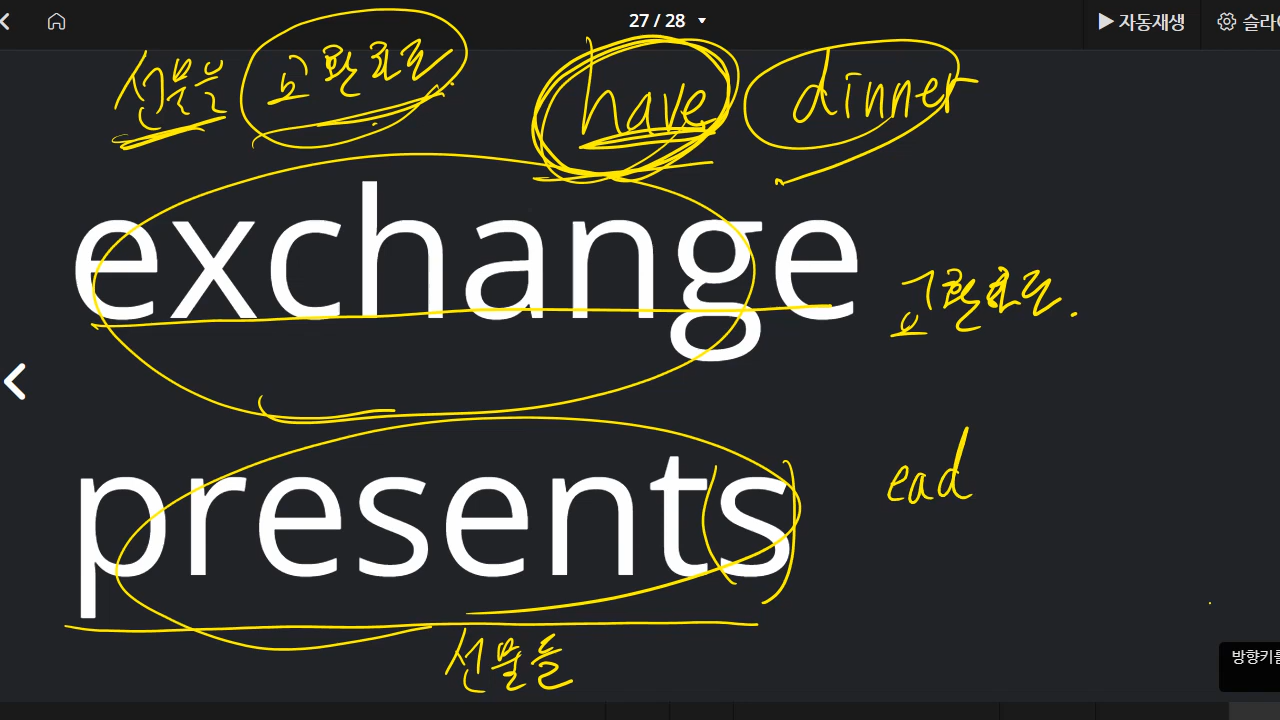 27 / 28
자동재생
슬라이
선물을 교환하다 have dinner
exchange
교환하다.
presents
ead
선물들
방향키를